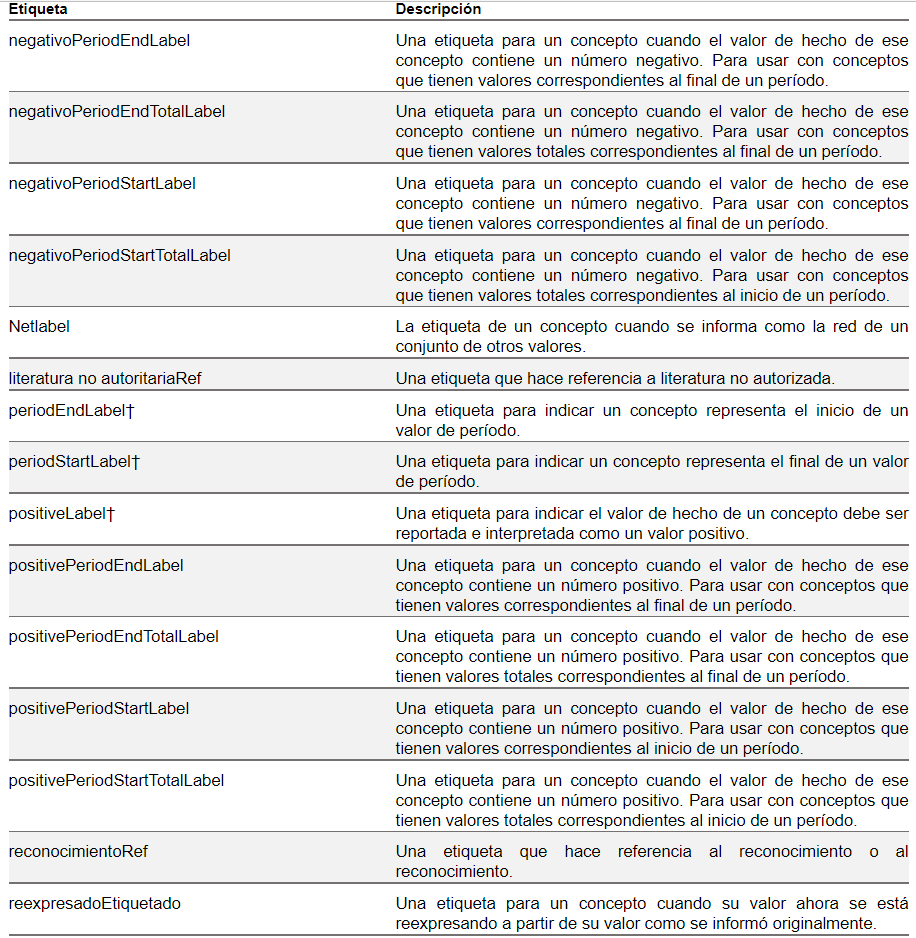 Etiqueta Descripción
negativoPeriodEndLabel Una etiqueta para un concepto cuando el valor de hecho de ese
concepto contiene un número negativo. Para usar con conceptos
que tienen valores correspondientes al final de un período.
negativoPeriodEndTotalLabel Una etiqueta para un concepto cuando el valor de hecho de ese
concepto contiene un número negativo. Para usar con conceptos
que tienen valores totales correspondientes al final de un período.
negativoPeriodStartLabel Una etiqueta para un concepto cuando el valor de hecho de ese
concepto contiene un número negativo. Para usar con conceptos
que tienen valores correspondientes al final de un período.
negativoPeriodStartTotalLabel Una etiqueta para un concepto cuando el valor de hecho de ese
concepto contiene un número negativo. Para usar con conceptos
que tienen valores totales correspondientes al inicio de un período.
Netlabel La etiqueta de un concepto cuando se informa como la red de un
conjunto de otros valores.
literatura no autoritariaRef Una etiqueta que hace referencia a literatura no autorizada.
periodEndLabel† Una etiqueta para indicar un concepto representa el inicio de un
valor de período.
periodStartLabel† Una etiqueta para indicar un concepto representa el final de un valor
de período.
positiveLabel† Una etiqueta para indicar el valor de hecho de un concepto debe ser
reportada e interpretada como un valor positivo.
positivePeriodEndLabel Una etiqueta para un concepto cuando el valor de hecho de ese
concepto contiene un número positivo. Para usar con conceptos que
tienen valores correspondientes al final de un período.
positivePeriodEndTotalLabel Una etiqueta para un concepto cuando el valor de hecho de ese
concepto contiene un número positivo. Para usar con conceptos que
tienen valores totales correspondientes al final de un período.
positivePeriodStartLabel Una etiqueta para un concepto cuando el valor de hecho de ese
concepto contiene un número positivo. Para usar con conceptos que
tienen valores correspondientes al inicio de un período.
positivePeriodStartTotalLabel Una etiqueta para un concepto cuando el valor de hecho de ese
concepto contiene un número positivo. Para usar con conceptos que
tienen valores totales correspondientes al inicio de un período.
reconocimientoRef Una etiqueta que hace referencia al reconocimiento o al
reconocimiento.
reexpresadoEtiquetado Una etiqueta para un concepto cuando su valor ahora se está
reexpresando a partir de su valor como se informó originalmente.